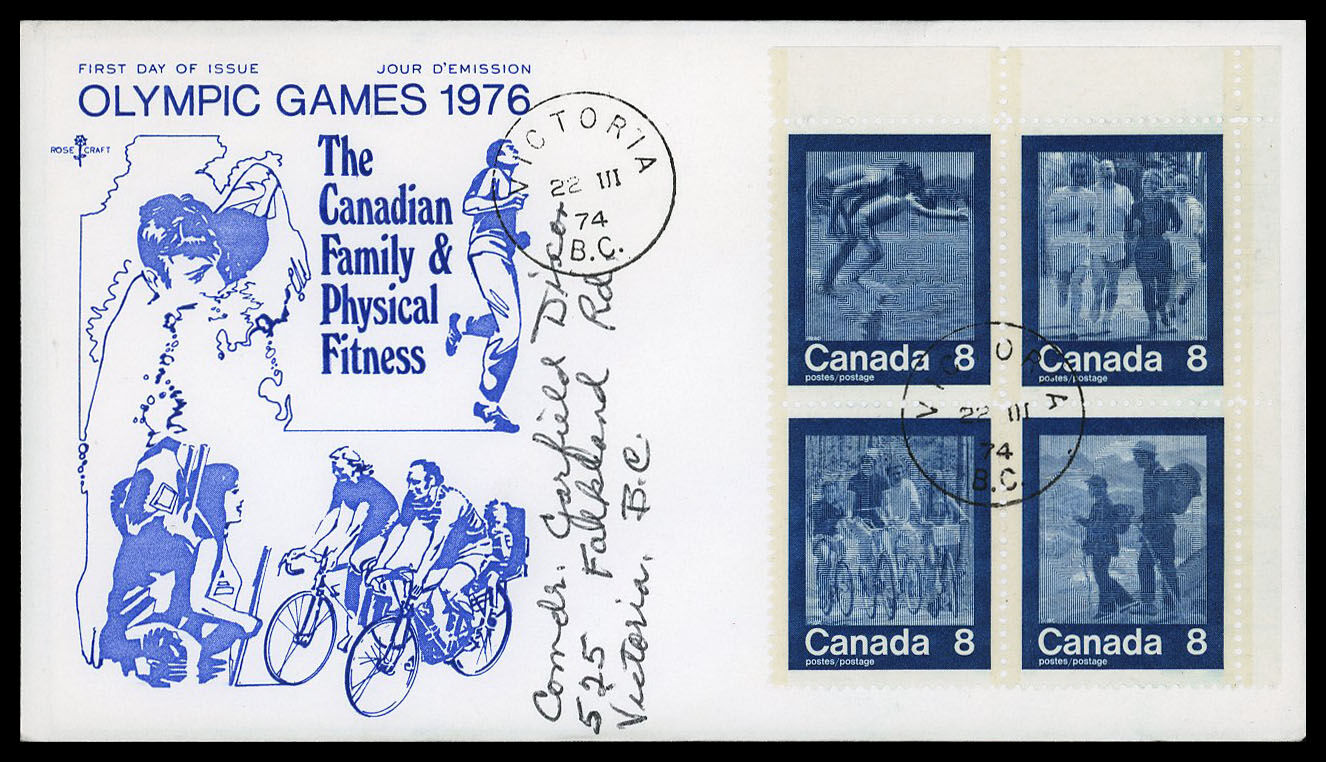 FIRST DAY OF ISSUE JOUR D'EMISSION
OLYMPIC GAMES 1976
ROSE CRAFT
The
Canadian
Family &
Physical
Fitness
VICTORIA
22 III
74
B.C.
Comdr. Garfield Dixon
525 Falkland Rd
Victoria, B.C.
Canada 8
postes/postage
Canada 8
postes/postage
VICTORIA
22 III
74
B.C.
Canada 8
postes/postage
Canada 8
postes/postage